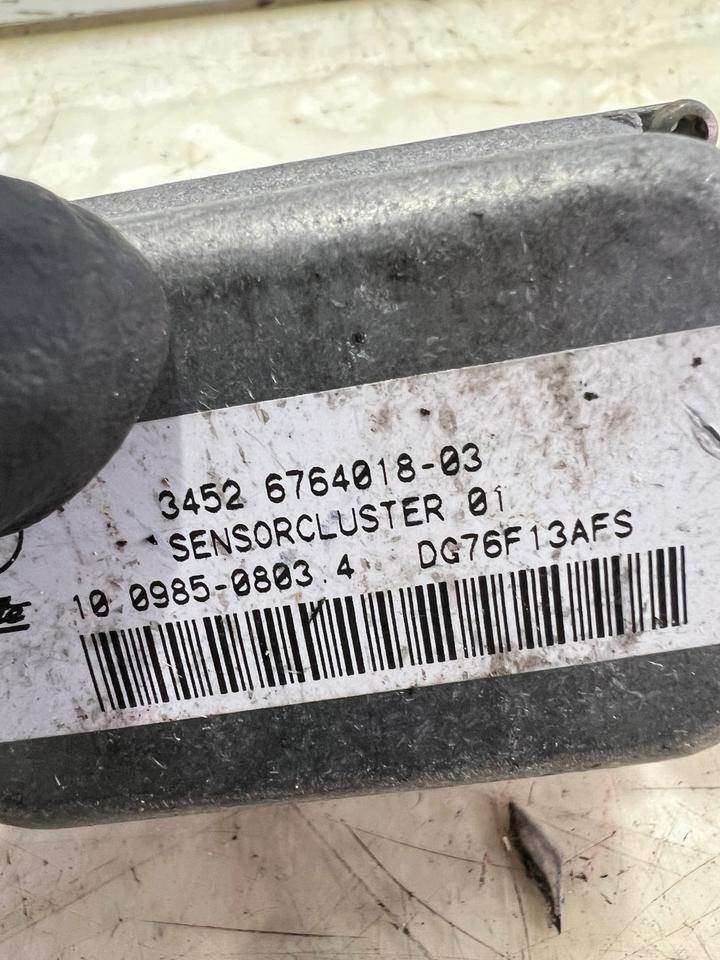 3452 6764018-03
SENSORCLUSTER 01
10 0985-0803.4 DG76F13AFS